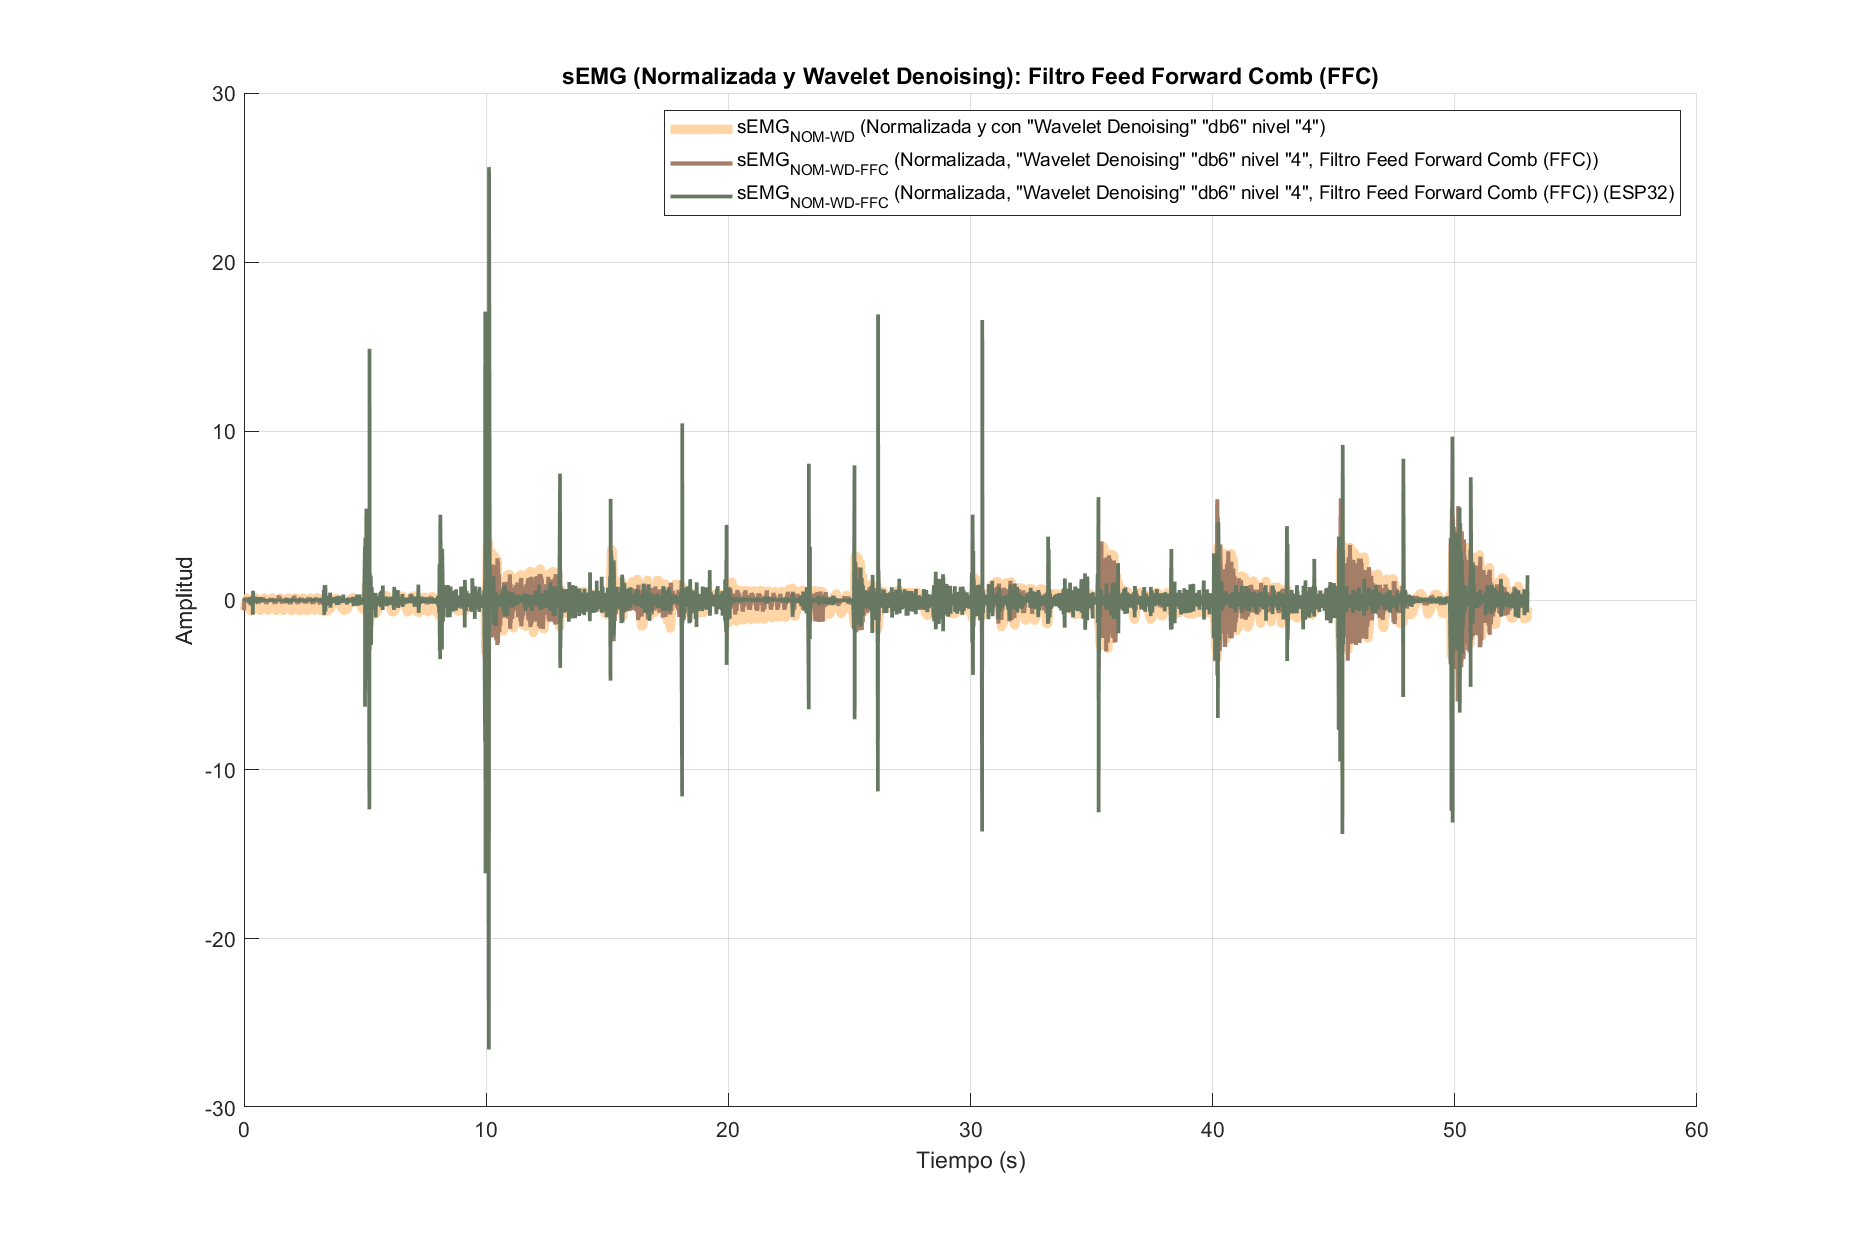 sEMG (Normalizada y Wavelet Denoising): Filtro Feed Forward Comb (FFC)
sEMG_NOM-WD (Normalizada y con "Wavelet Denoising" "db6" nivel "4")
sEMG_NOM-WD-FFC (Normalizada, "Wavelet Denoising" "db6" nivel "4", Filtro Feed Forward Comb (FFC))
sEMG_NOM-WD-FFC (Normalizada, "Wavelet Denoising" "db6" nivel "4", Filtro Feed Forward Comb (FFC)) (ESP32)
30
20
10
0
-10
-20
-30
Amplitud
0 10 20 30 40 50 60
Tiempo (s)